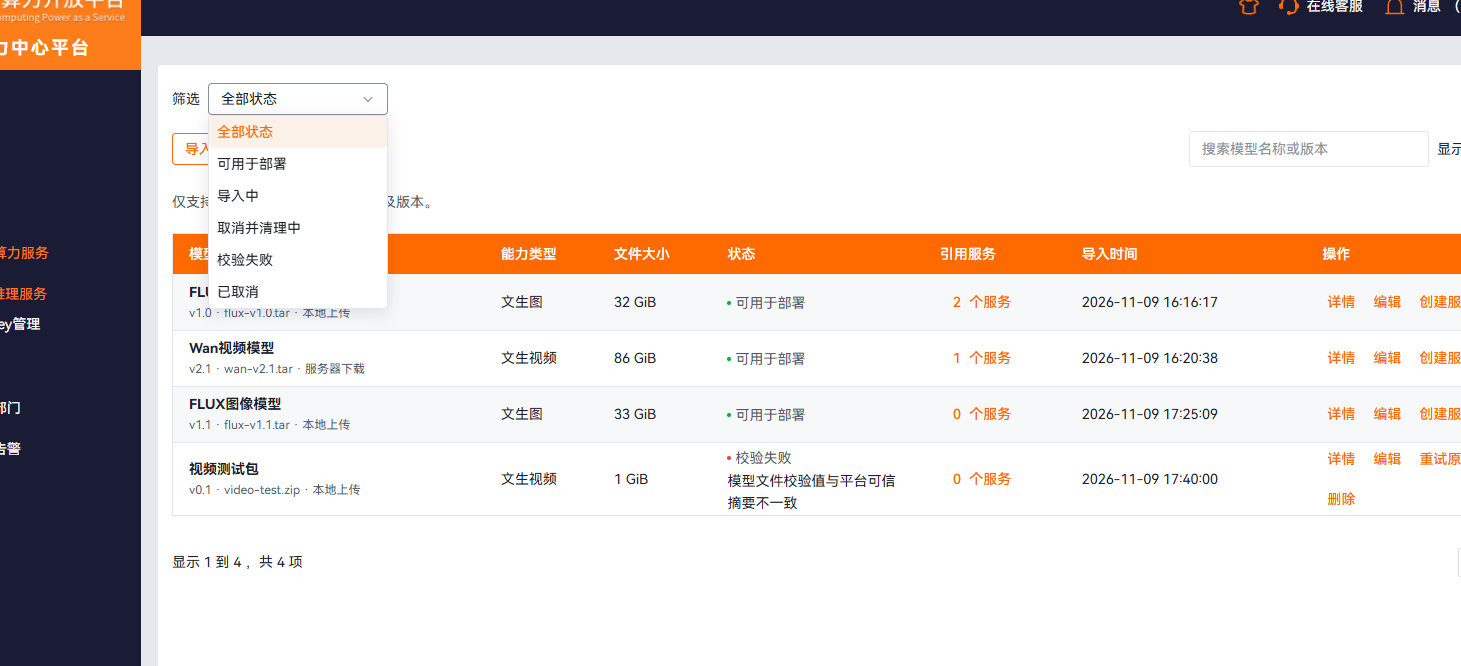 算力开放平台
omputing Power as a Service
在线客服
消息
力中心平台
筛选
全部状态
全部状态
可用于部署
导入中
取消并清理中
校验失败
已取消
导入
搜索模型名称或版本
显示
仅支持
及版本。
算力服务
推理服务
ey管理
部门
告警
模型 能力类型 文件大小 状态 引用服务 导入时间 操作
FLU 文生图 32 GiB 可用于部署 2 个服务 2026-11-09 16:16:17 详情 编辑 创建服
v1.0 · flux-v1.0.tar · 本地上传
Wan视频模型 文生视频 86 GiB 可用于部署 1 个服务 2026-11-09 16:20:38 详情 编辑 创建服
v2.1 · wan-v2.1.tar · 服务器下载
FLUX图像模型 文生图 33 GiB 可用于部署 0 个服务 2026-11-09 17:25:09 详情 编辑 创建服
v1.1 · flux-v1.1.tar · 本地上传
视频测试包 文生视频 1 GiB 校验失败 0 个服务 2026-11-09 17:40:00 详情 编辑 重试原
v0.1 · video-test.zip · 本地上传
模型文件校验值与平台可信
摘要不一致
删除
显示 1 到 4 ，共 4 项